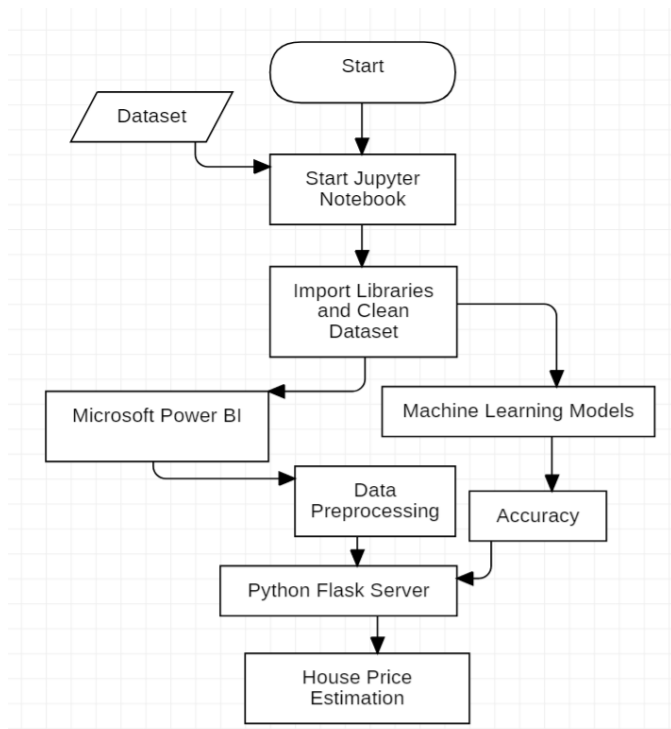 Start
Dataset
Start Jupyter
Notebook
Import Libraries
and Clean
Dataset
Microsoft Power BI
Machine Learning Models
Data
Preprocessing
Accuracy
Python Flask Server
House Price
Estimation